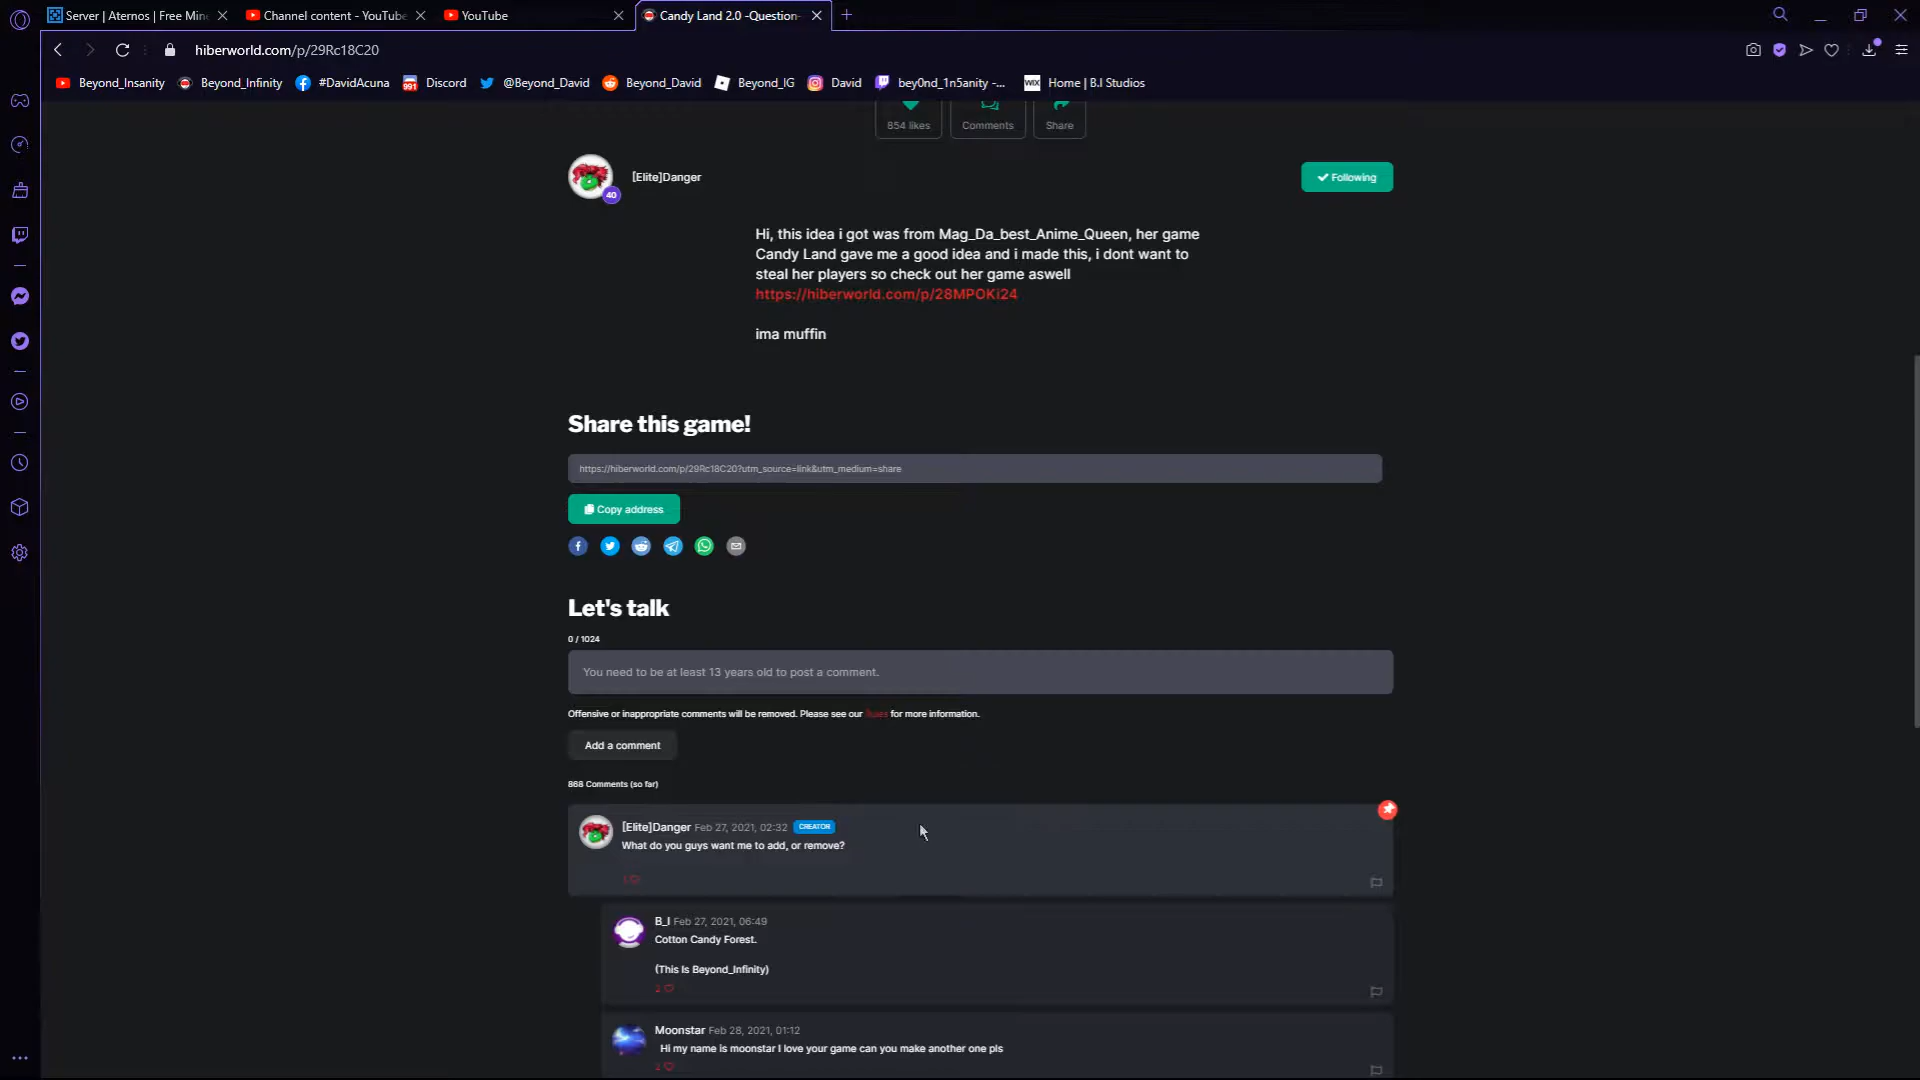 Server | Aternos | Free Min
Channel content - YouTube
YouTube
Candy Land 2.0 -Question-
hiberworld.com/p/29Rc18C20
Beyond_Insanity
Beyond_Infinity
#DavidAcuna
991
Discord
@Beyond_David
Beyond_David
Beyond_IG
David
bey0nd_1n5anity -...
WiX
Home | B.I Studios
854 likes
Comments
Share
[Elite]Danger
40
Following
Hi, this idea i got was from Mag_Da_best_Anime_Queen, her game
Candy Land gave me a good idea and i made this, i dont want to
steal her players so check out her game aswell
https://hiberworld.com/p/28MPOKi24
ima muffin
Share this game!
https://hiberworld.com/p/29Rc18C20?utm_source=link&utm_medium=share
Copy address
Let's talk
0 / 1024
You need to be at least 13 years old to post a comment.
Offensive or inappropriate comments will be removed. Please see our Rules for more information.
Add a comment
868 Comments (so far)
[Elite]Danger Feb 27, 2021, 02:32 CREATOR
What do you guys want me to add, or remove?
1
B_I Feb 27, 2021, 06:49
Cotton Candy Forest.
(This Is Beyond_Infinity)
2
Moonstar Feb 28, 2021, 01:12
Hi my name is moonstar I love your game can you make another one pls
2